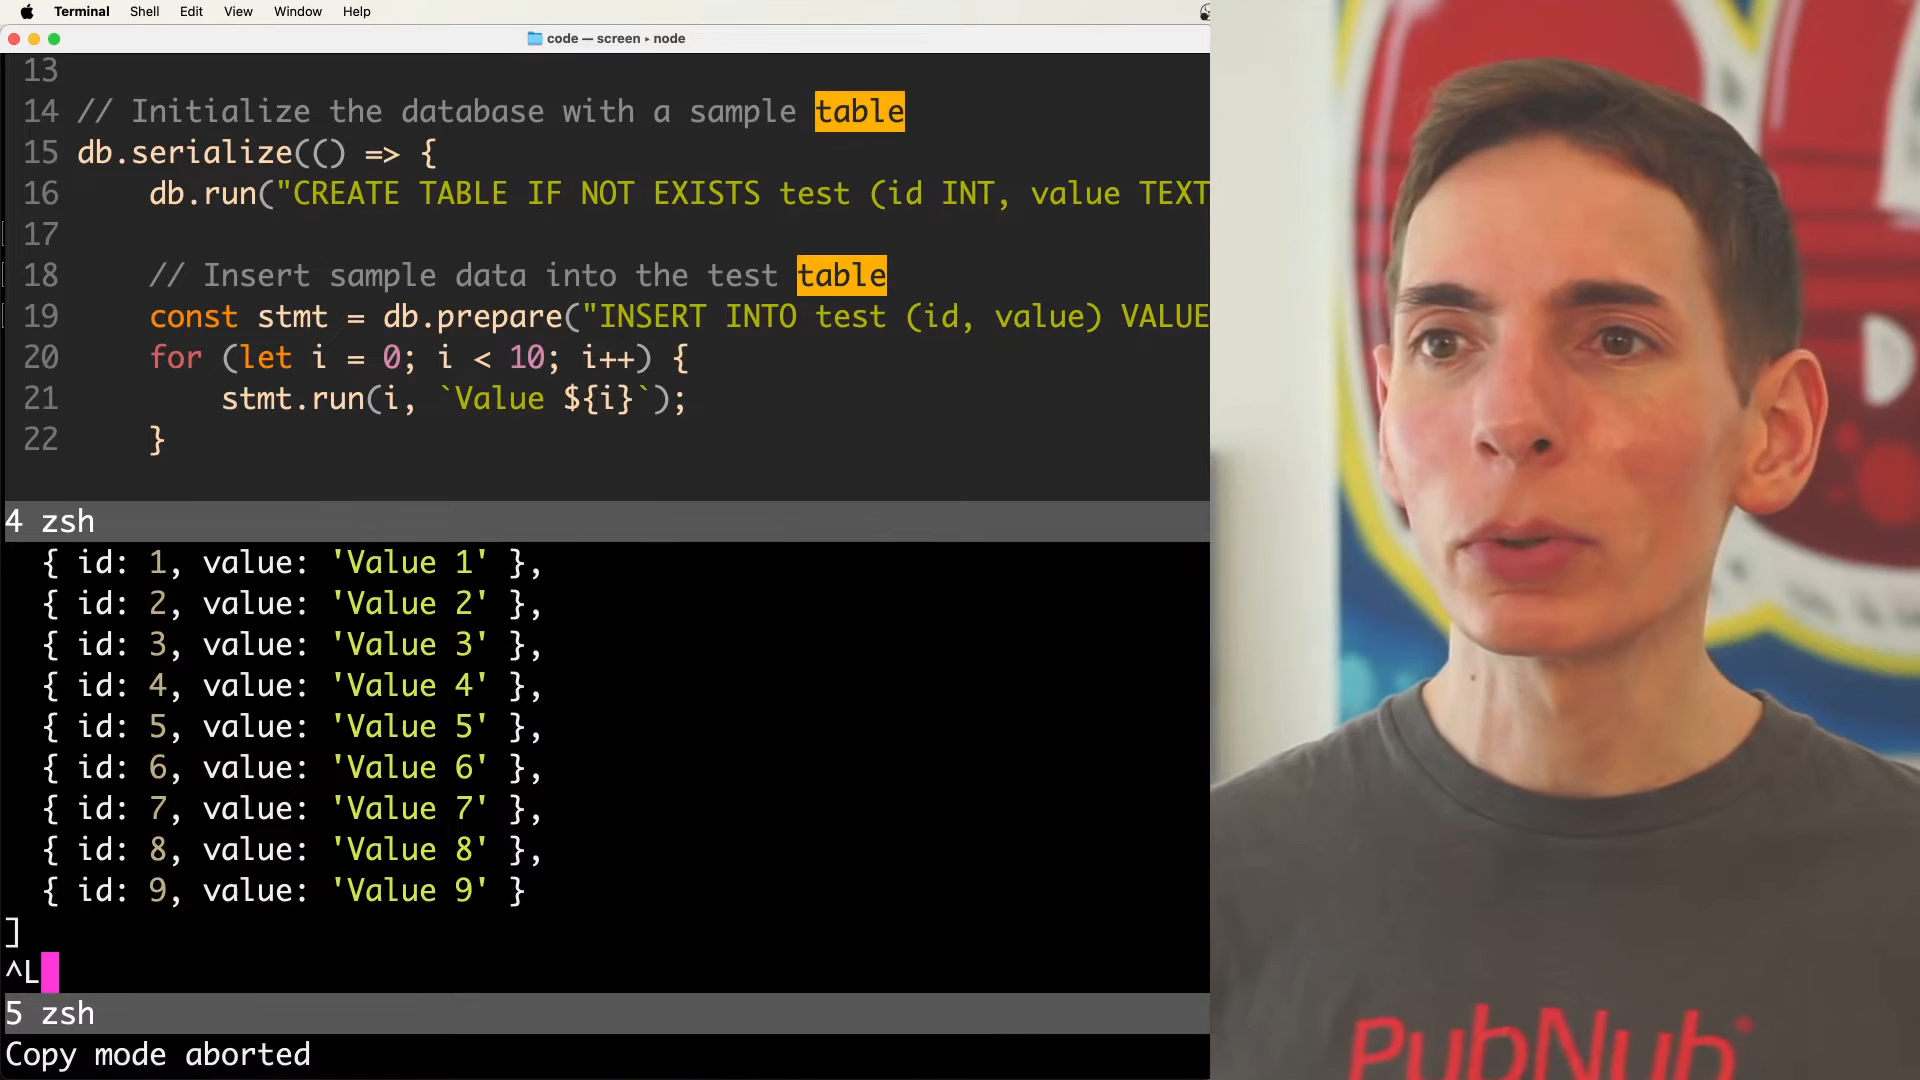 Terminal Shell Edit View Window Help
code — screen ▸ node
13
14 // Initialize the database with a sample table
15 db.serialize(() => {
16 db.run("CREATE TABLE IF NOT EXISTS test (id INT, value TEXT
17
18 // Insert sample data into the test table
19 const stmt = db.prepare("INSERT INTO test (id, value) VALUE
20 for (let i = 0; i < 10; i++) {
21 stmt.run(i, `Value ${i}`);
22 }
4 zsh
{ id: 1, value: 'Value 1' },
{ id: 2, value: 'Value 2' },
{ id: 3, value: 'Value 3' },
{ id: 4, value: 'Value 4' },
{ id: 5, value: 'Value 5' },
{ id: 6, value: 'Value 6' },
{ id: 7, value: 'Value 7' },
{ id: 8, value: 'Value 8' },
{ id: 9, value: 'Value 9' }
]
^L
5 zsh
Copy mode aborted
PubNub